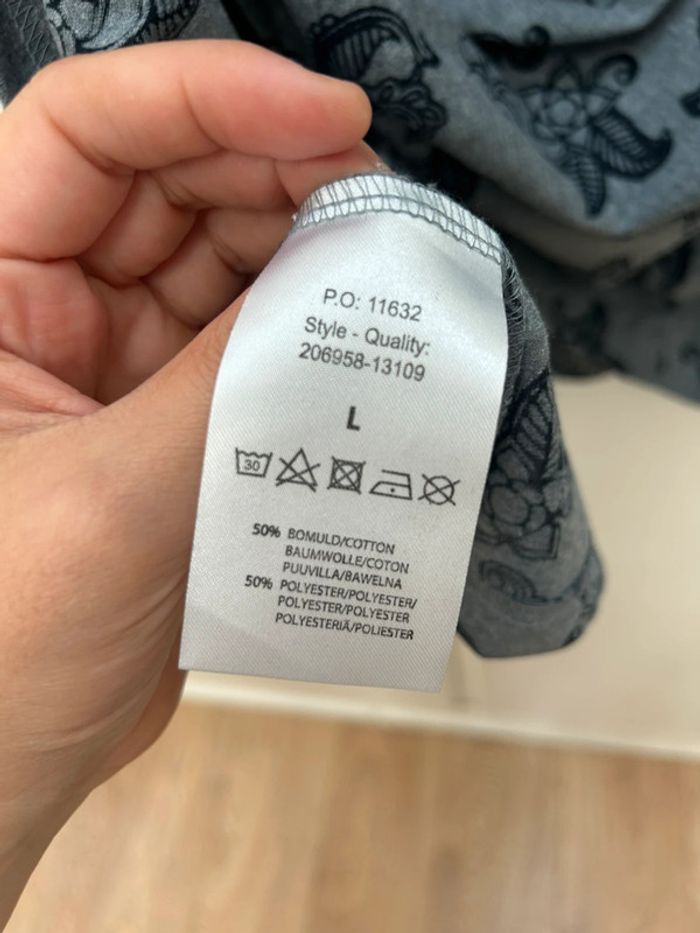 P.O: 11632
Style - Quality:
206958-13109
L
30
50% BOMULD/COTTON
BAUMWOLLE/COTON
PUUVILLA/BAWELNA
50% POLYESTER/POLYESTER/
POLYESTER/POLYESTER
POLYESTERIÄ/POLIESTER